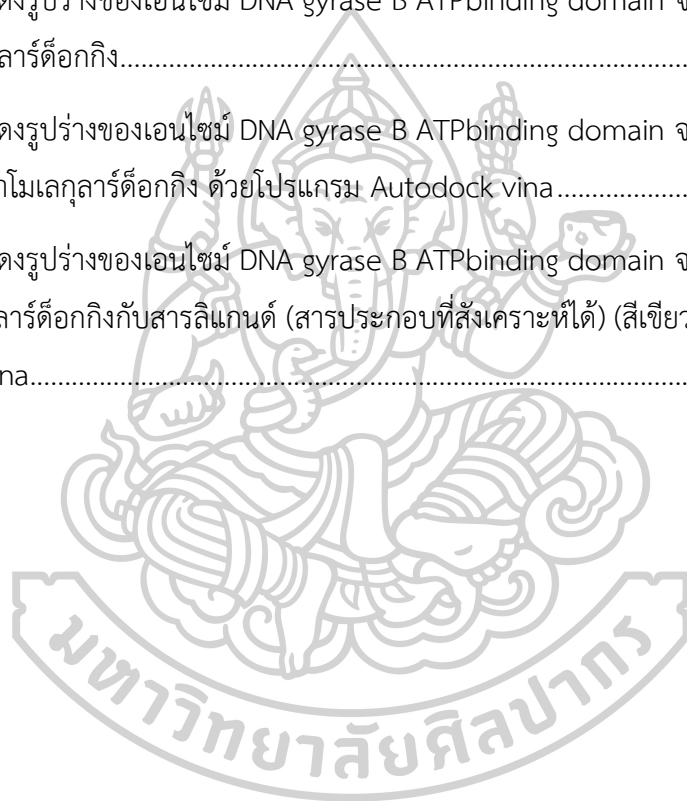 ดงรูปร่างของเอนไซม์ DNA gyrase B ATPbinding domain จ
ลาร์ด็อกกิง
ดงรูปร่างของเอนไซม์ DNA gyrase B ATPbinding domain จ
าโมเลกุลาร์ด็อกกิง ด้วยโปรแกรม Autodock vina
ดงรูปร่างของเอนไซม์ DNA gyrase B ATPbinding domain จ
ลาร์ด็อกกิงกับสารลิแกนด์ (สารประกอบที่สังเคราะห์ได้) (สีเขียว
na
มหาวิทยาลัยศิลปากร